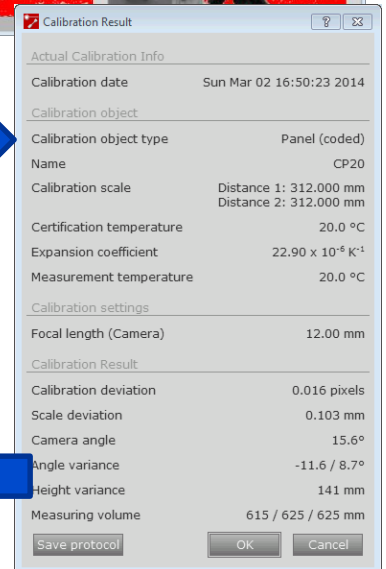 Calibration Result
Actual Calibration Info
Calibration date Sun Mar 02 16:50:23 2014
Calibration object
Calibration object type Panel (coded)
Name CP20
Calibration scale Distance 1: 312.000 mm
Distance 2: 312.000 mm
Certification temperature 20.0 °C
Expansion coefficient 22.90 x 10⁻⁶ K⁻¹
Measurement temperature 20.0 °C
Calibration settings
Focal length (Camera) 12.00 mm
Calibration Result
Calibration deviation 0.016 pixels
Scale deviation 0.103 mm
Camera angle 15.6°
Angle variance -11.6 / 8.7°
Height variance 141 mm
Measuring volume 615 / 625 / 625 mm
Save protocol OK Cancel